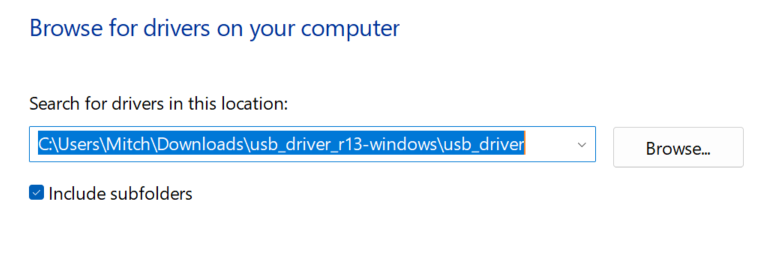 Browse for drivers on your computer
Search for drivers in this location:
C:\Users\Mitch\Downloads\usb_driver_r13-windows\usb_driver
Browse...
Include subfolders